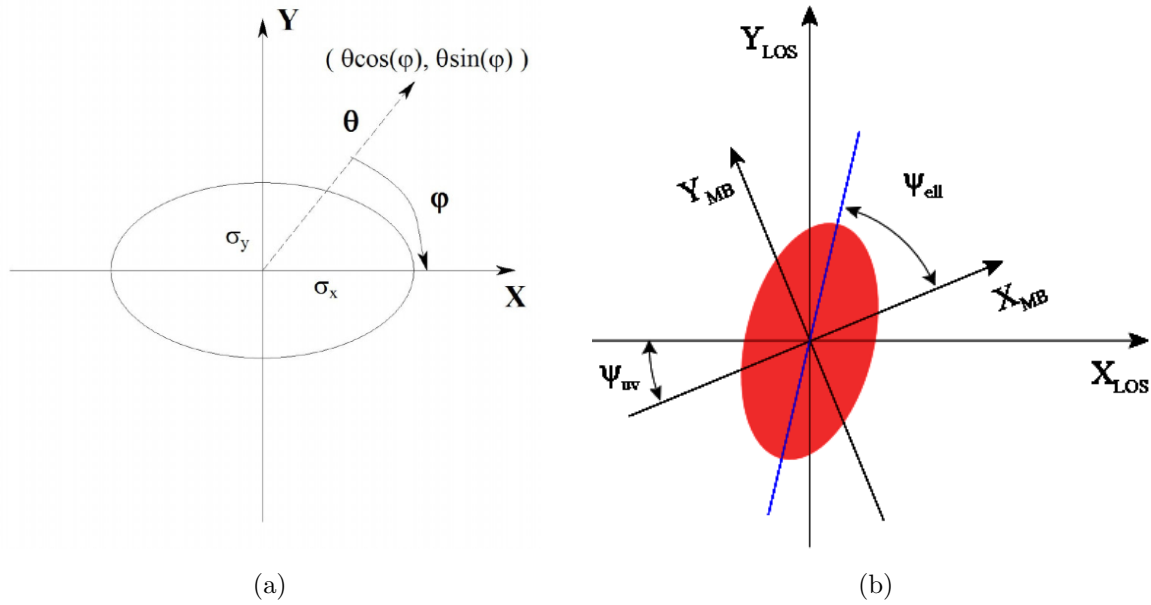 Y
( θcos(φ), θsin(φ) )
θ
φ
σy
σx
X
(a)
YLOS
YMB
ψell
XMB
ψuv
XLOS
(b)